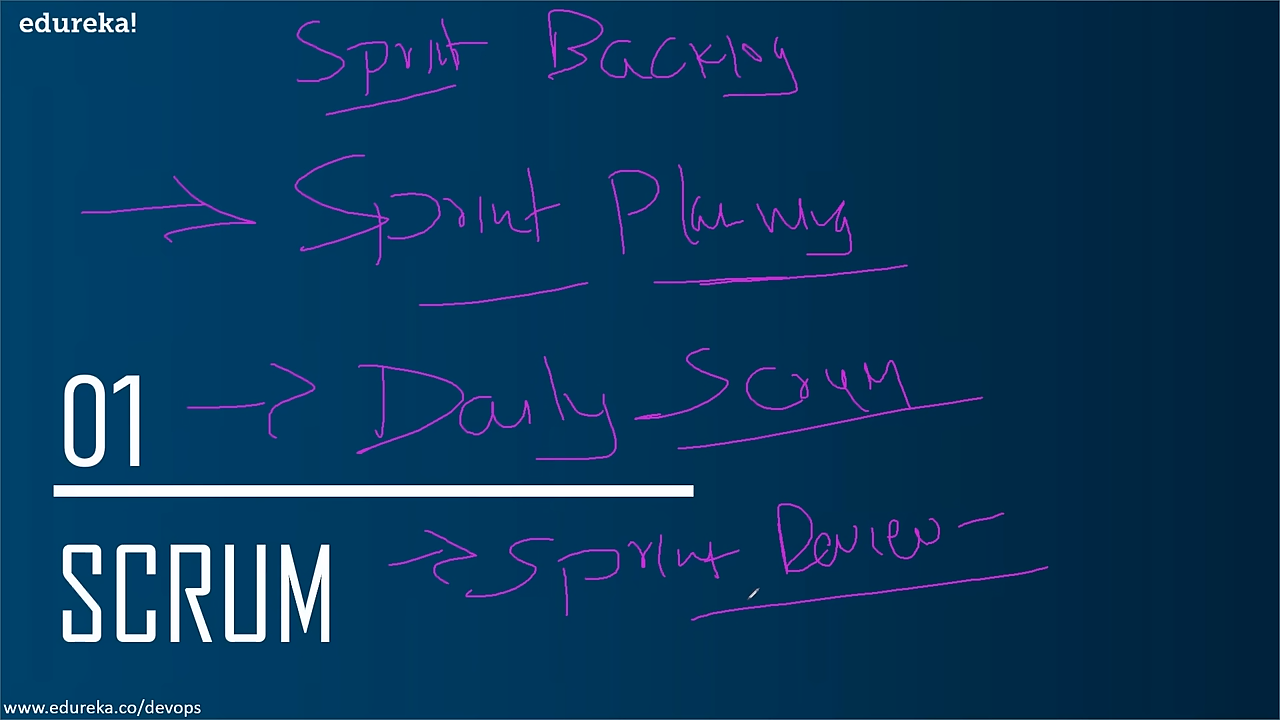 edureka!
Sprint Backlog
Sprint Planning
Daily Scrum
01
Sprint Review
SCRUM
www.edureka.co/devops